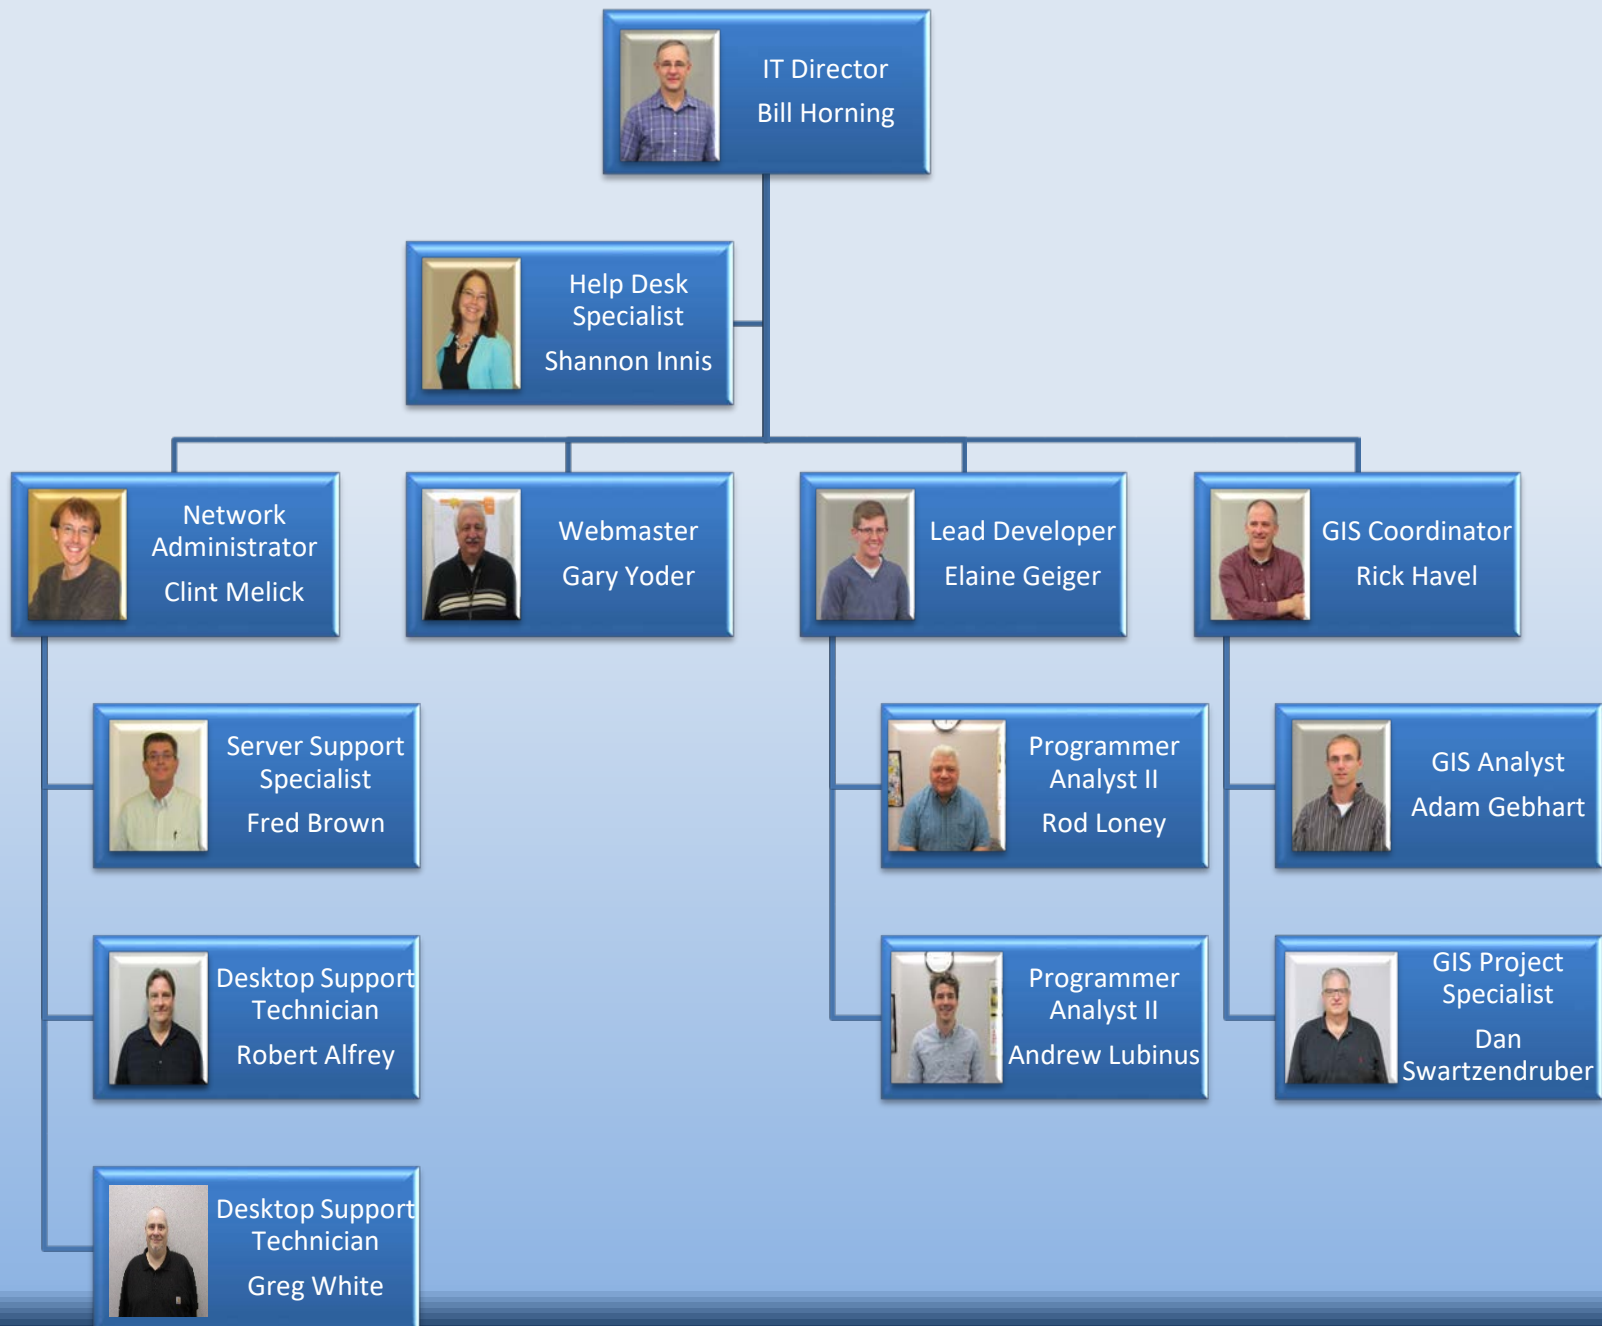 IT Director
Bill Horning
Help Desk
Specialist
Shannon Innis
Network
Administrator
Clint Melick
Webmaster
Gary Yoder
Lead Developer
Elaine Geiger
GIS Coordinator
Rick Havel
Server Support
Specialist
Fred Brown
Programmer
Analyst II
Rod Loney
GIS Analyst
Adam Gebhart
Desktop Support
Technician
Robert Alfrey
Programmer
Analyst II
Andrew Lubinus
GIS Project
Specialist
Dan
Swartzendruber
Desktop Support
Technician
Greg White